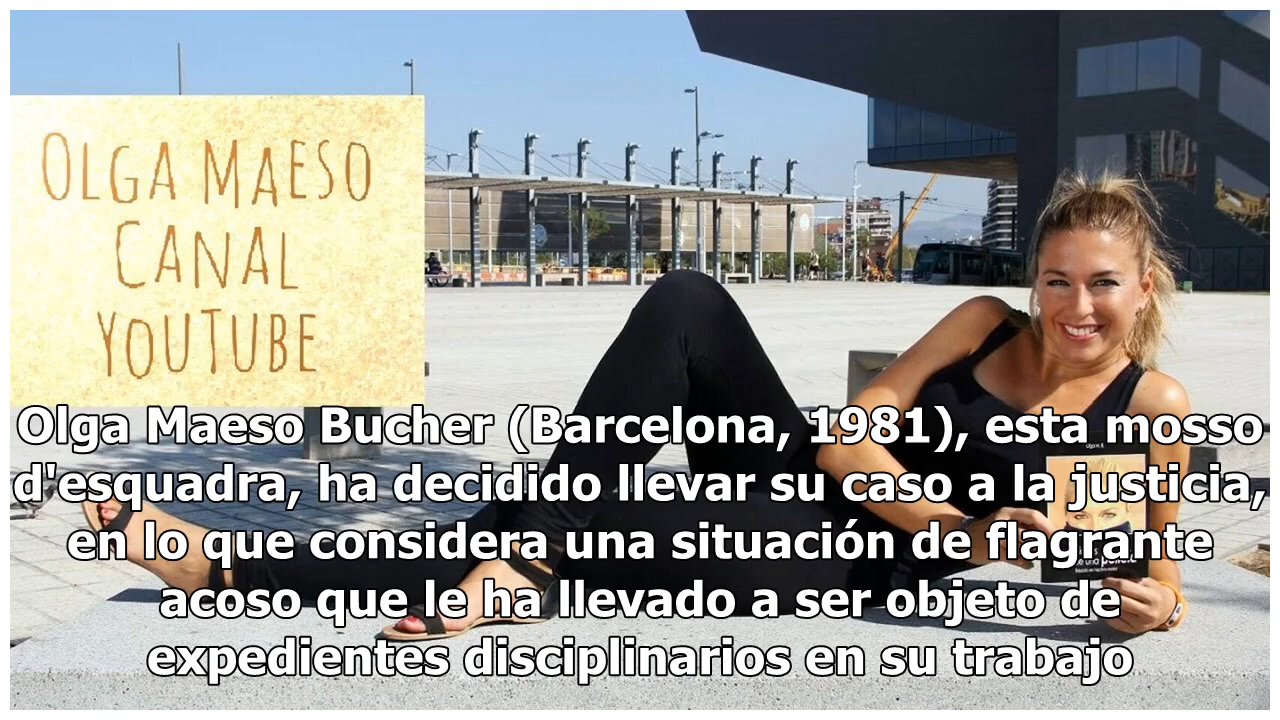 OLGA MAESO
CANAL
YOUTUBE
Olga Maeso Bucher (Barcelona, 1981), esta mosso
d'esquadra, ha decidido llevar su caso a la justicia,
en lo que considera una situación de flagrante
acoso que le ha llevado a ser objeto de
expedientes disciplinarios en su trabajo